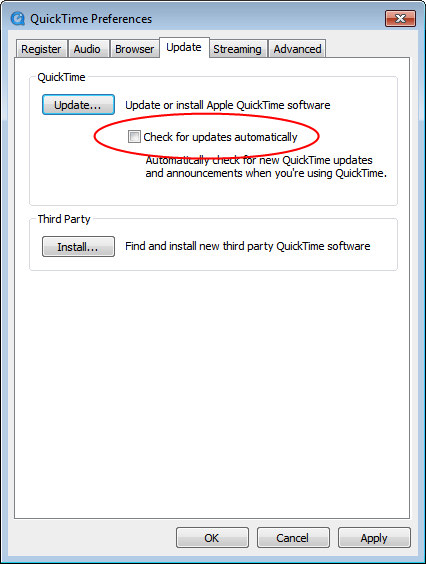 QuickTime Preferences
Register Audio Browser Update Streaming Advanced
QuickTime
Update... Update or install Apple QuickTime software
Check for updates automatically
Automatically check for new QuickTime updates
and announcements when you're using QuickTime.
Third Party
Install... Find and install new third party QuickTime software
OK Cancel Apply